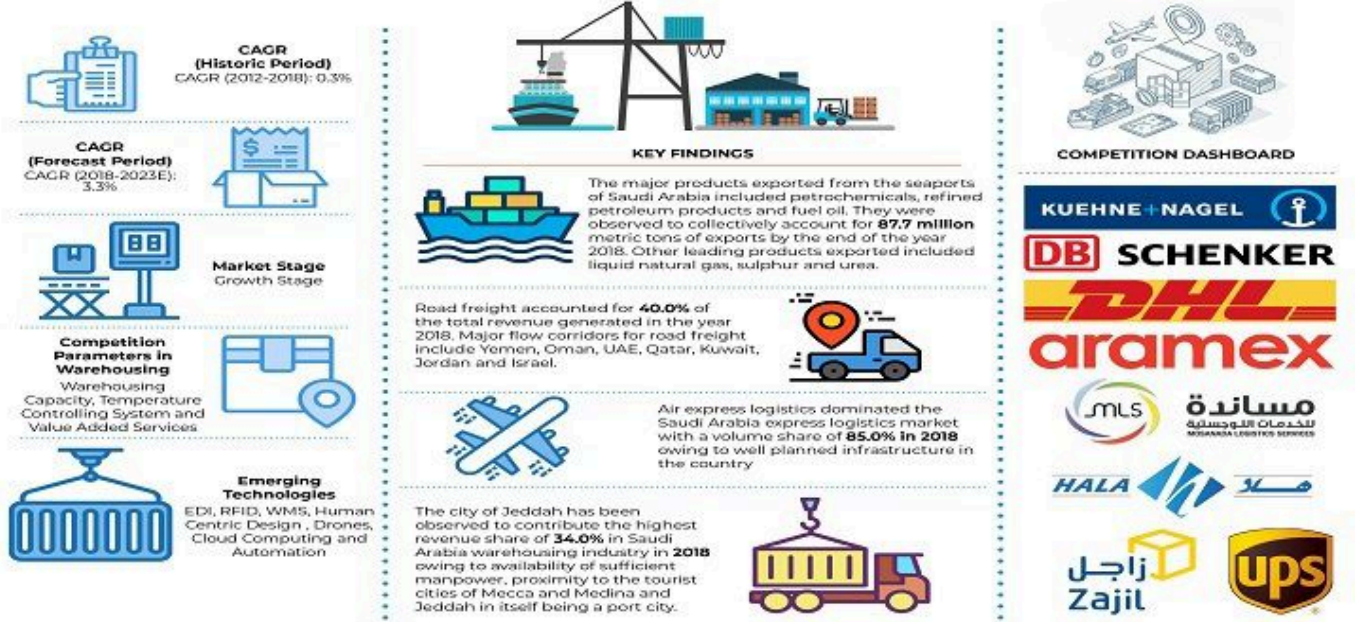 CAGR
(Historic Period)
CAGR (2012-2018): 0.3%
CAGR
(Forecast Period)
CAGR (2018-2023E):
3.3%
Market Stage
Growth Stage
Competition
Parameters in
Warehousing
Warehousing
Capacity, Temperature
Controlling System and
Value Added Services
Emerging
Technologies
EDI, RFID, WMS, Human
Centric Design , Drones,
Cloud Computing and
Automation
KEY FINDINGS
The major products exported from the seaports
of Saudi Arabia included petrochemicals, refined
petroleum products and fuel oil. They were
observed to collectively account for 87.7 million
metric tons of exports by the end of the year
2018. Other leading products exported included
liquid natural gas, sulphur and urea.
Road freight accounted for 40.0% of
the total revenue generated in the year
2018. Major flow corridors for road freight
include Yemen, Oman, UAE, Qatar, Kuwait,
Jordan and Israel.
Air express logistics dominated the
Saudi Arabia express logistics market
with a volume share of 85.0% in 2018
owing to well planned infrastructure in
the country
The city of Jeddah has been
observed to contribute the highest
revenue share of 34.0% in Saudi
Arabia warehousing industry in 2018
owing to availability of sufficient
manpower, proximity to the tourist
cities of Mecca and Medina and
Jeddah in itself being a port city.
COMPETITION DASHBOARD
KUEHNE+NAGEL
DB SCHENKER
DHL
aramex
MLS
مساندة
للخدمات اللوجستية
MOSANADA LOGISTICS SERVICES
HALA
هلا
زاجل
Zajil
ups
$